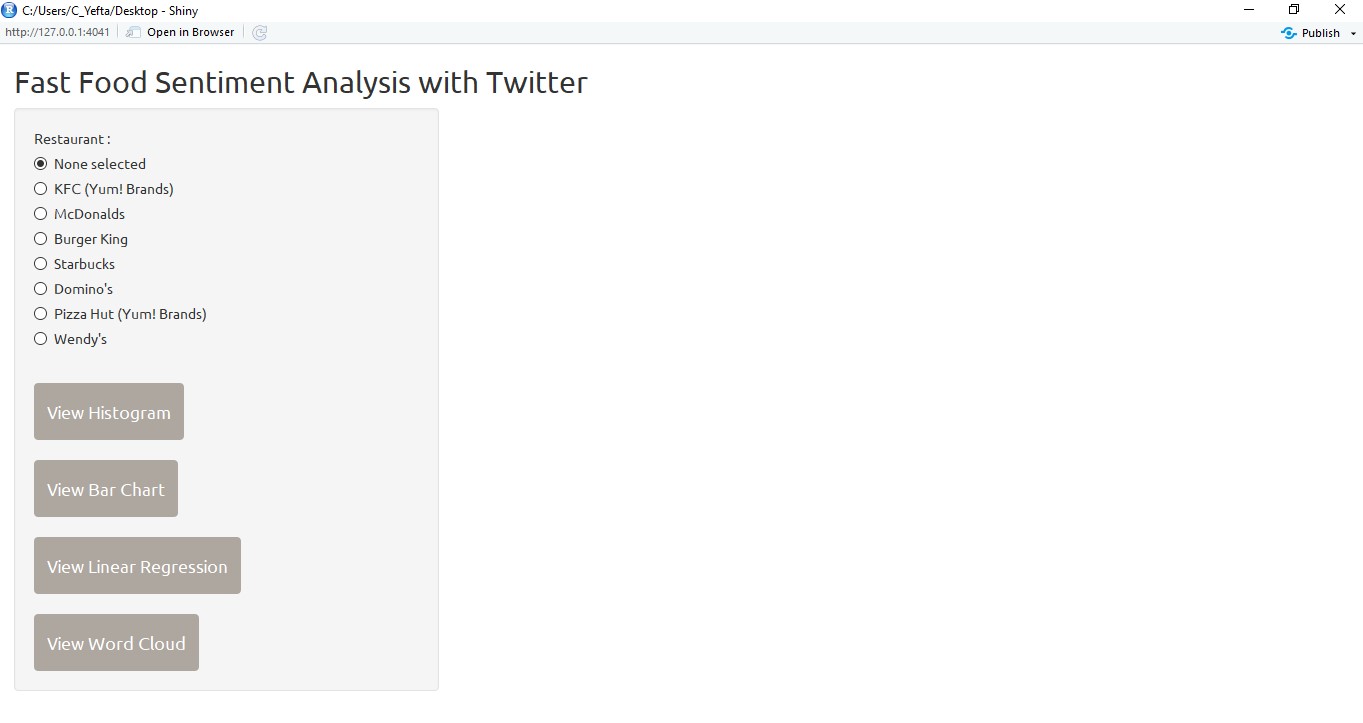 C:/Users/C_Yefta/Desktop - Shiny
http://127.0.0.1:4041 Open in Browser Publish
Fast Food Sentiment Analysis with Twitter
Restaurant :
None selected
KFC (Yum! Brands)
McDonalds
Burger King
Starbucks
Domino's
Pizza Hut (Yum! Brands)
Wendy's
View Histogram
View Bar Chart
View Linear Regression
View Word Cloud